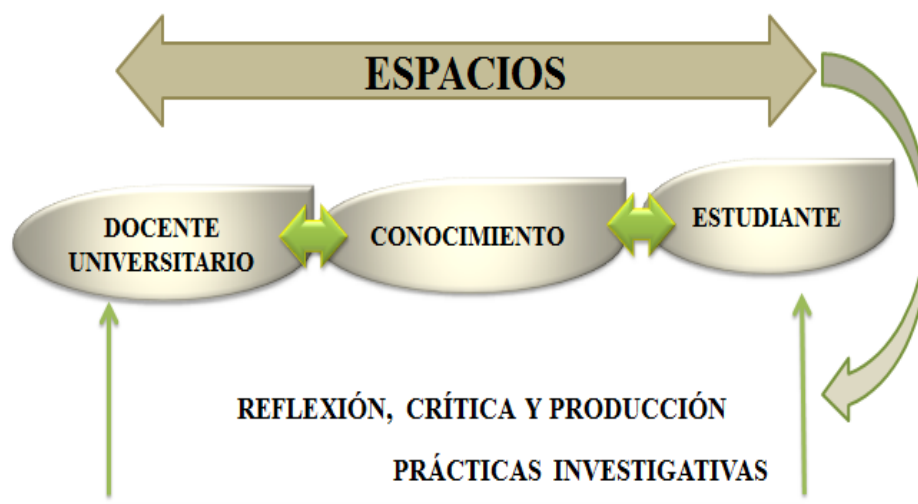 ESPACIOS
DOCENTE
UNIVERSITARIO
CONOCIMIENTO
ESTUDIANTE
REFLEXIÓN, CRÍTICA Y PRODUCCIÓN
PRÁCTICAS INVESTIGATIVAS